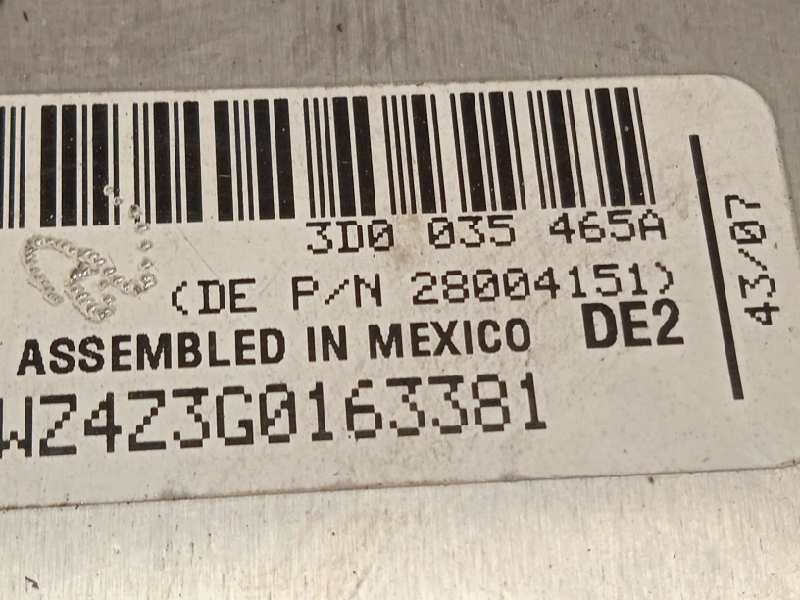 3D0 035 465A
(DE P/N 28004151)
ASSEMBLED IN MEXICO DE2
WZ4Z3G0163381
43/07